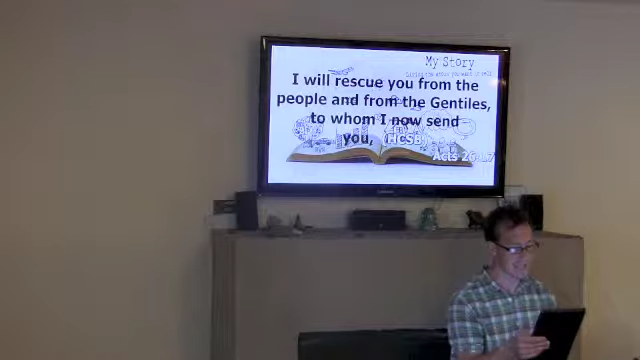 My Story
I will rescue you from the
people and from the Gentiles,
to whom I now send
you, (HCSB)
Acts 26:17